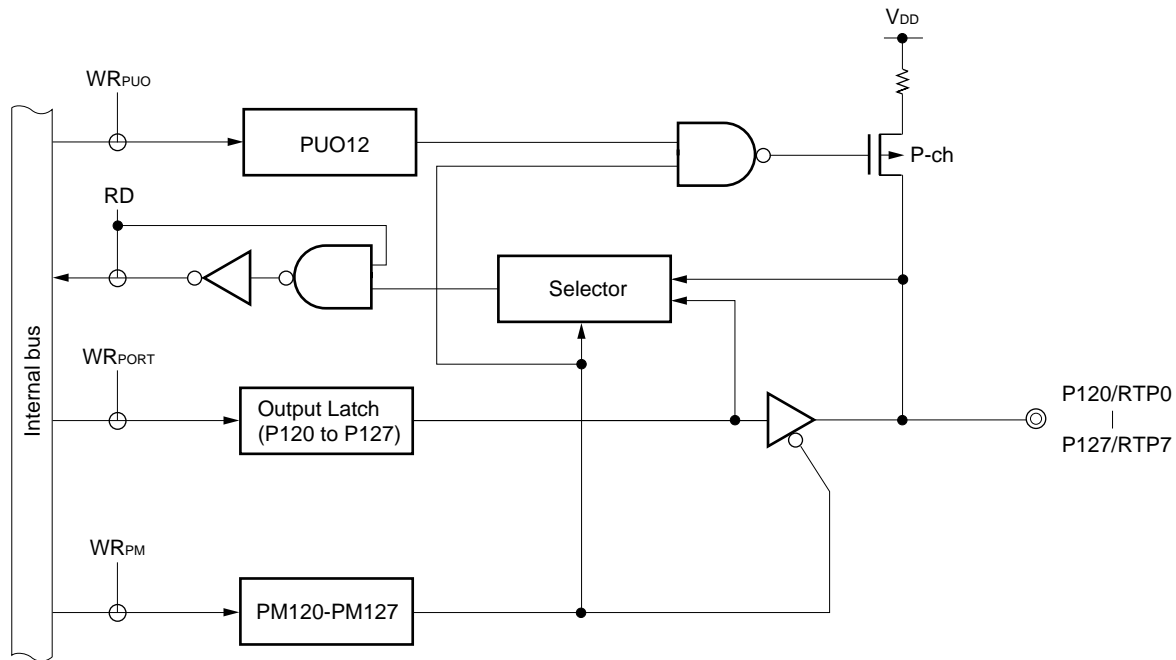 VDD
WRPUO
PUO12
P-ch
RD
Selector
Internal bus
WRPORT
Output Latch
(P120 to P127)
P120/RTP0
P127/RTP7
WRPM
PM120-PM127